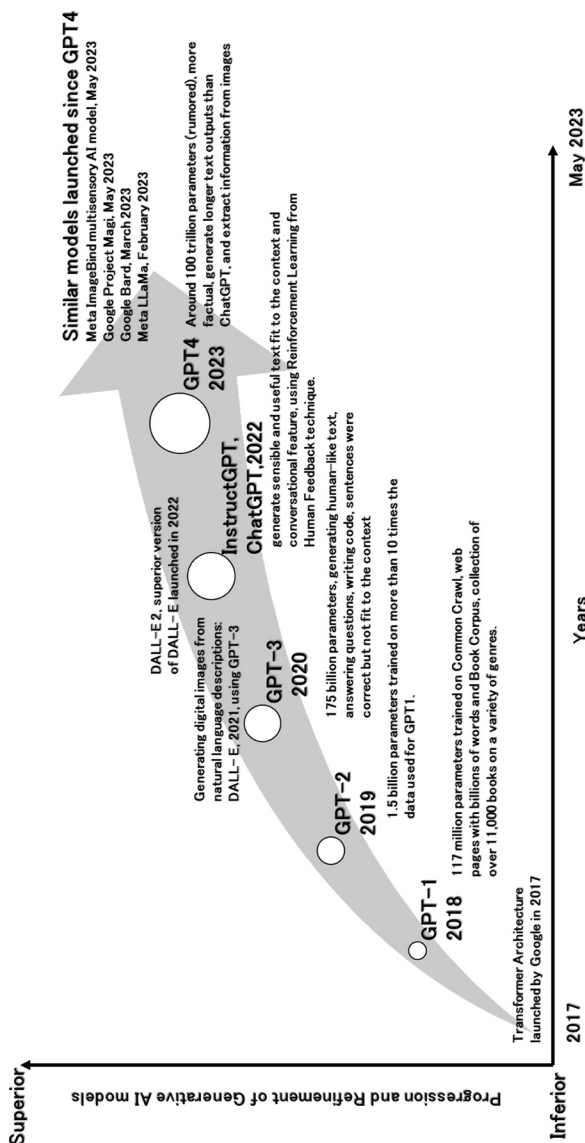 Superior
Progression and Refinement of Generative AI models
Inferior
2017
Years
May 2023
Transformer Architecture
launched by Google in 2017
GPT-1
2018
117 million parameters trained on Common Crawl, web
pages with billions of words and Book Corpus, collection of
over 11,000 books on a variety of genres.
GPT-2
2019
1.5 billion parameters trained on more than 10 times the
data used for GPT1.
Generating digital images from
natural language descriptions:
DALL-E, 2021, using GPT-3
GPT-3
2020
175 billion parameters, generating human-like text,
answering questions, writing code, sentences were
correct but not fit to the context
DALL-E 2, superior version
of DALL-E launched in 2022
InstructGPT,
ChatGPT,2022
generate sensible and useful text fit to the context and
conversational feature, using Reinforcement Learning from
Human Feedback technique.
GPT4
2023
Around 100 trillion parameters (rumored), more
factual, generate longer text outputs than
ChatGPT, and extract information from images
Similar models launched since GPT4
Meta ImageBind multisensory AI model, May 2023
Google Project Magi, May 2023
Google Bard, March 2023
Meta LLaMa, February 2023